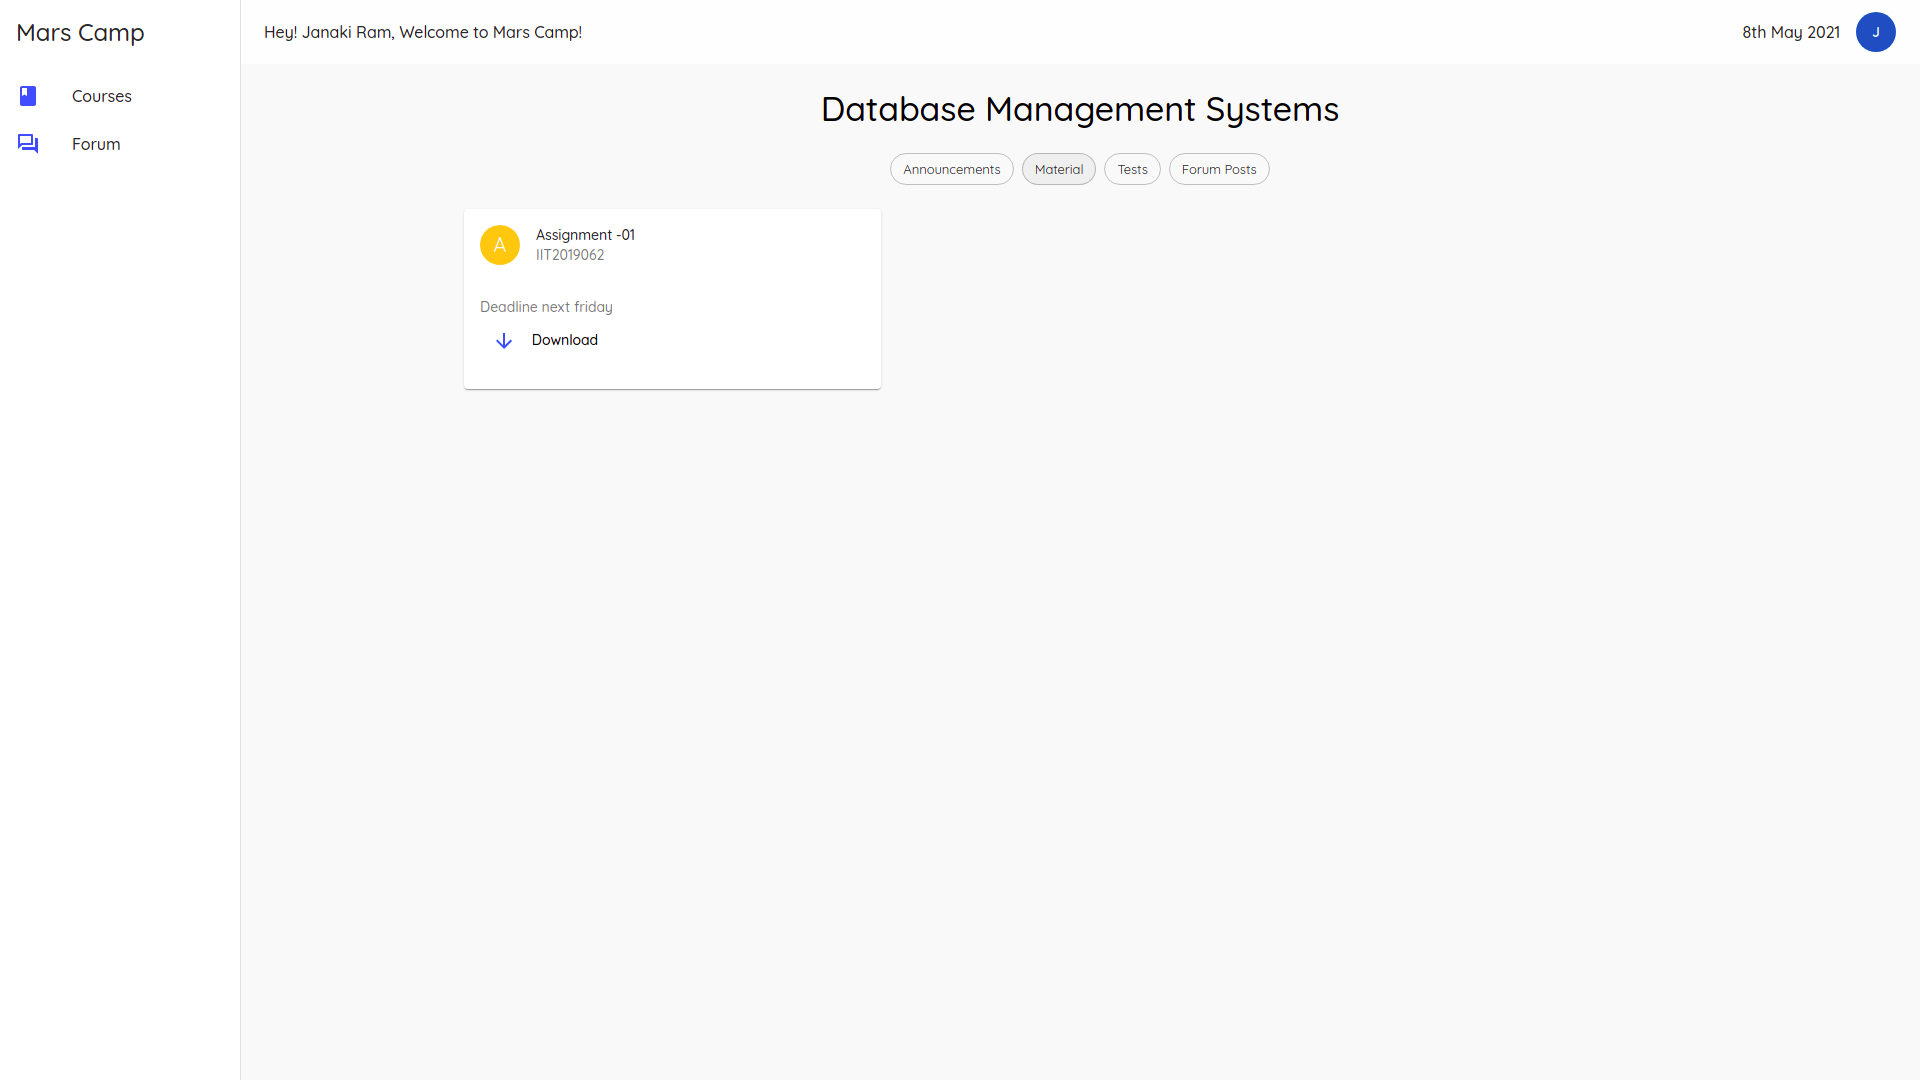 Mars Camp
Hey! Janaki Ram, Welcome to Mars Camp!
8th May 2021
J
Courses
Forum
Database Management Systems
Announcements
Material
Tests
Forum Posts
A
Assignment -01
IIT2019062
Deadline next friday
Download